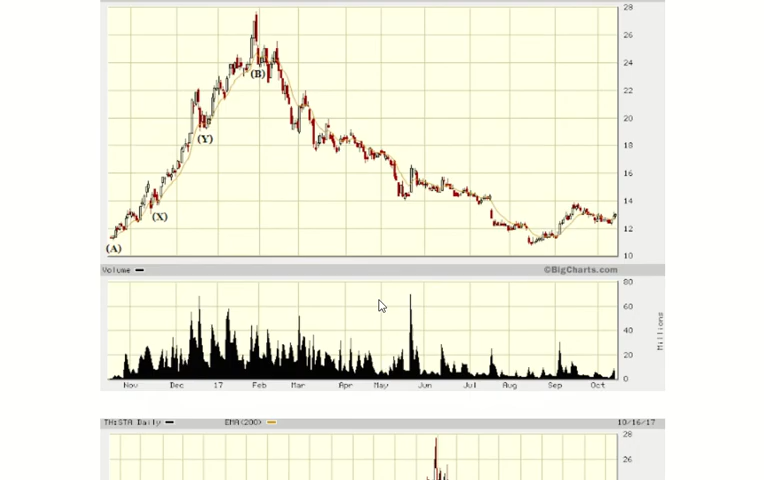 28
26
24
22
20
18
16
14
12
10
(A)
(X)
(Y)
(B)
Volume
©BigCharts.com
80
60
40
20
0
Millions
Nov Dec 17 Feb Mar Apr May Jun Jul Aug Sep Oct
TH:STA Daily EMA(200) 10/16/17
28
26